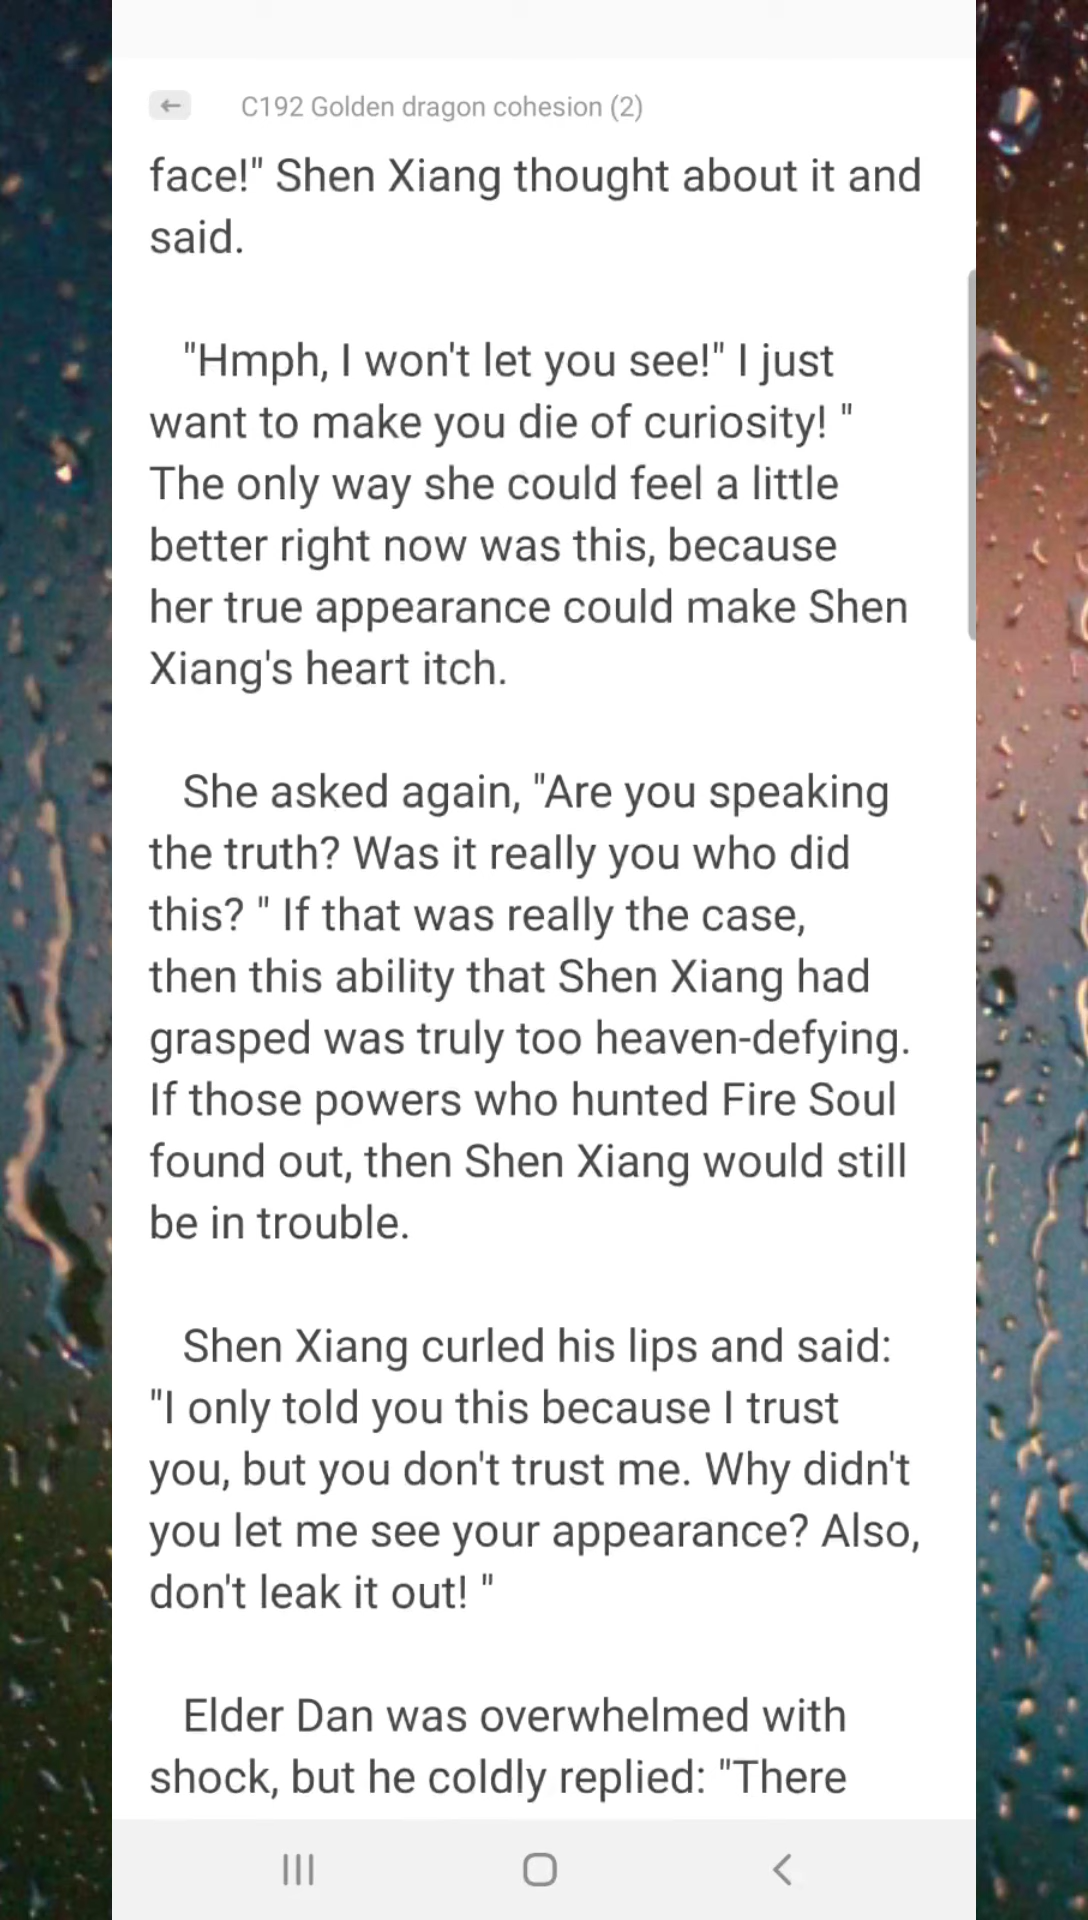 C192 Golden dragon cohesion (2)
face!" Shen Xiang thought about it and
said.
"Hmph, I won't let you see!" I just
want to make you die of curiosity! "
The only way she could feel a little
better right now was this, because
her true appearance could make Shen
Xiang's heart itch.
She asked again, "Are you speaking
the truth? Was it really you who did
this? " If that was really the case,
then this ability that Shen Xiang had
grasped was truly too heaven-defying.
If those powers who hunted Fire Soul
found out, then Shen Xiang would still
be in trouble.
Shen Xiang curled his lips and said:
"I only told you this because I trust
you, but you don't trust me. Why didn't
you let me see your appearance? Also,
don't leak it out! "
Elder Dan was overwhelmed with
shock, but he coldly replied: "There